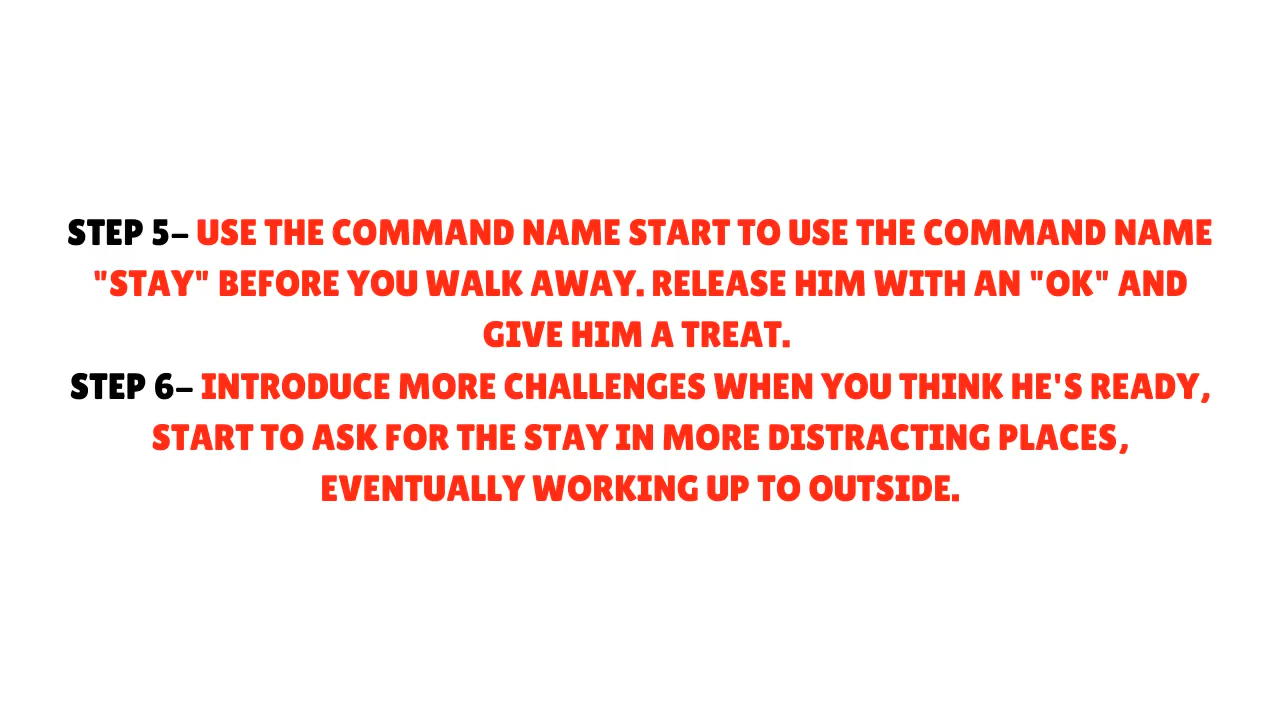 STEP 5- USE THE COMMAND NAME START TO USE THE COMMAND NAME
"STAY" BEFORE YOU WALK AWAY. RELEASE HIM WITH AN "OK" AND
GIVE HIM A TREAT.
STEP 6- INTRODUCE MORE CHALLENGES WHEN YOU THINK HE'S READY,
START TO ASK FOR THE STAY IN MORE DISTRACTING PLACES,
EVENTUALLY WORKING UP TO OUTSIDE.